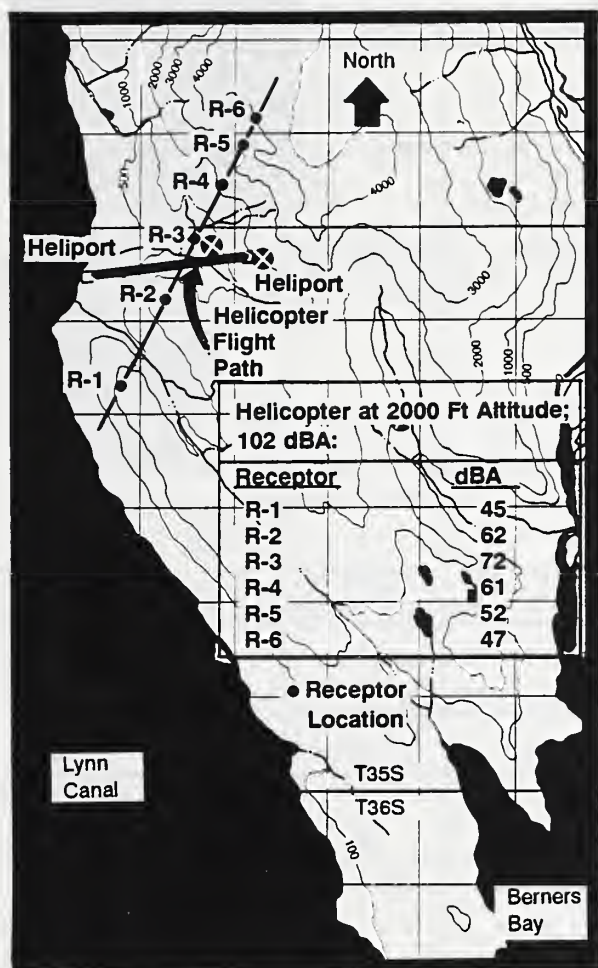 North
1000
2000
3000
4000
R-6
R-5
500
R-4
4000
R-3
Heliport
Heliport
R-2
3000
Helicopter
Flight
Path
2000
1000
500
R-1
Helicopter at 2000 Ft Altitude;
102 dBA:
Receptor dBA
R-1 45
R-2 62
R-3 72
R-4 61
R-5 52
R-6 47
Receptor
Location
Lynn
Canal
T35S
T36S
100
Berners
Bay